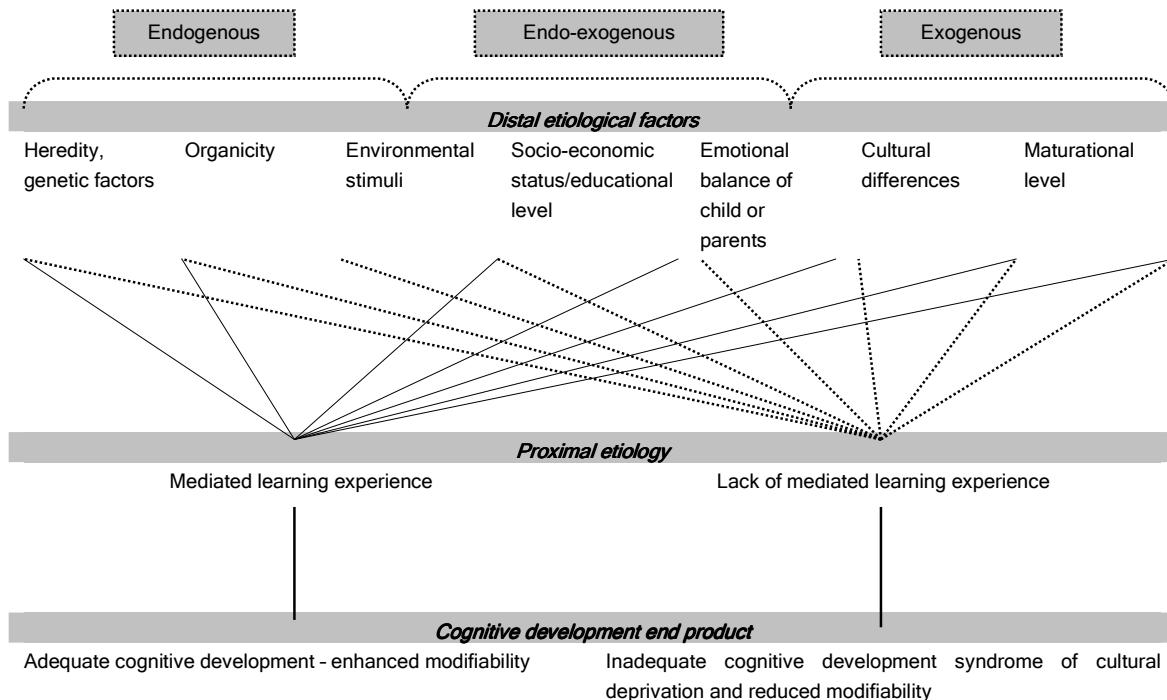 Endogenous Endo-exogenous Exogenous
Distal etiological factors
Heredity,
genetic factors
Organicity
Environmental
stimuli
Socio-economic
status/educational
level
Emotional
balance of
child or
parents
Cultural
differences
Maturational
level
Proximal etiology
Mediated learning experience
Lack of mediated learning experience
Cognitive development end product
Adequate cognitive development - enhanced modifiability
Inadequate cognitive development syndrome of cultural
deprivation and reduced modifiability